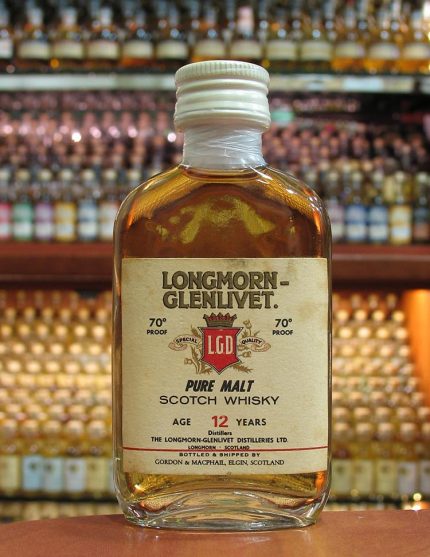 LONGMORN-
GLENLIVET.
70° PROOF
70° PROOF
SPECIAL QUALITY
LGD
PURE MALT
SCOTCH WHISKY
AGE 12 YEARS
Distillers
THE LONGMORN-GLENLIVET DISTILLERIES LTD.
LONGMORN - SCOTLAND
BOTTLED & SHIPPED BY
GORDON & MACPHAIL, ELGIN, SCOTLAND